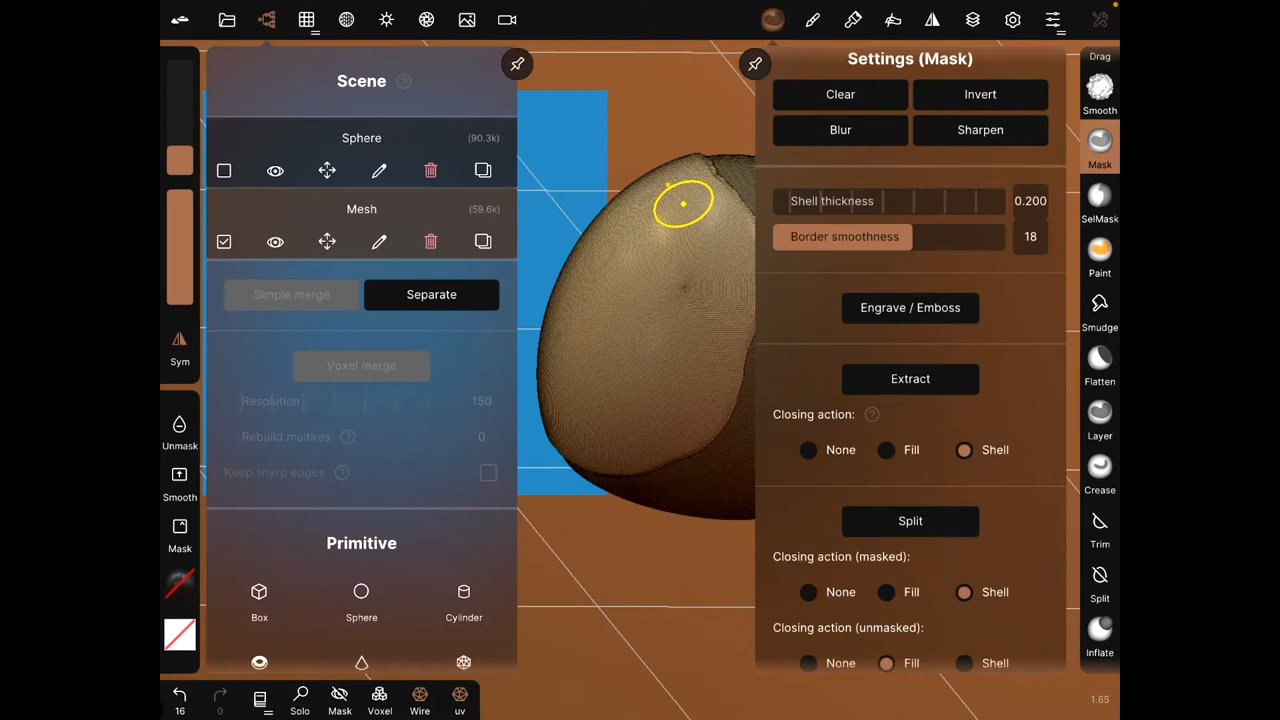 Scene
Sphere
(90.3k)
Mesh
(59.6k)
Simple merge
Separate
Voxel merge
Resolution
150
Rebuild multires
0
Keep sharp edges
Primitive
Box
Sphere
Cylinder
Sym
Unmask
Smooth
Mask
16
0
Solo
Mask
Voxel
Wire
uv
Settings (Mask)
Clear
Invert
Blur
Sharpen
Shell thickness
0.200
Border smoothness
18
Engrave / Emboss
Extract
Closing action:
None
Fill
Shell
Split
Closing action (masked):
None
Fill
Shell
Closing action (unmasked):
None
Fill
Shell
Drag
Smooth
Mask
SelMask
Paint
Smudge
Flatten
Layer
Crease
Trim
Split
Inflate
1.65